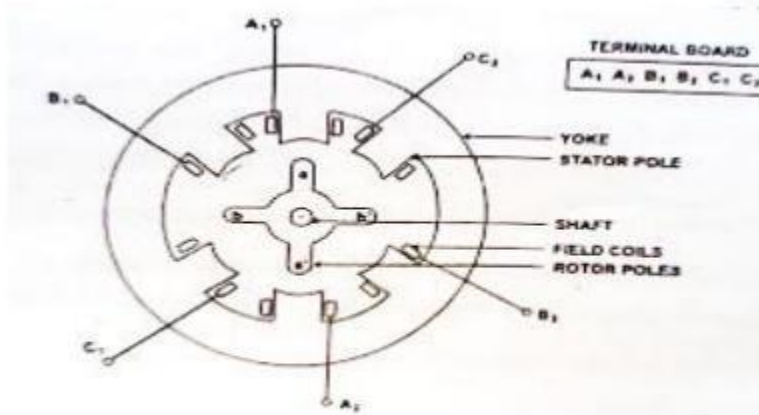 A₁
C₂
TERMINAL BOARD
A₁ A₂ B₁ B₂ C₁ C₂
B₁
YOKE
STATOR POLE
a
b
b
SHAFT
FIELD COILS
a
ROTOR POLES
B₂
C₁
A₂